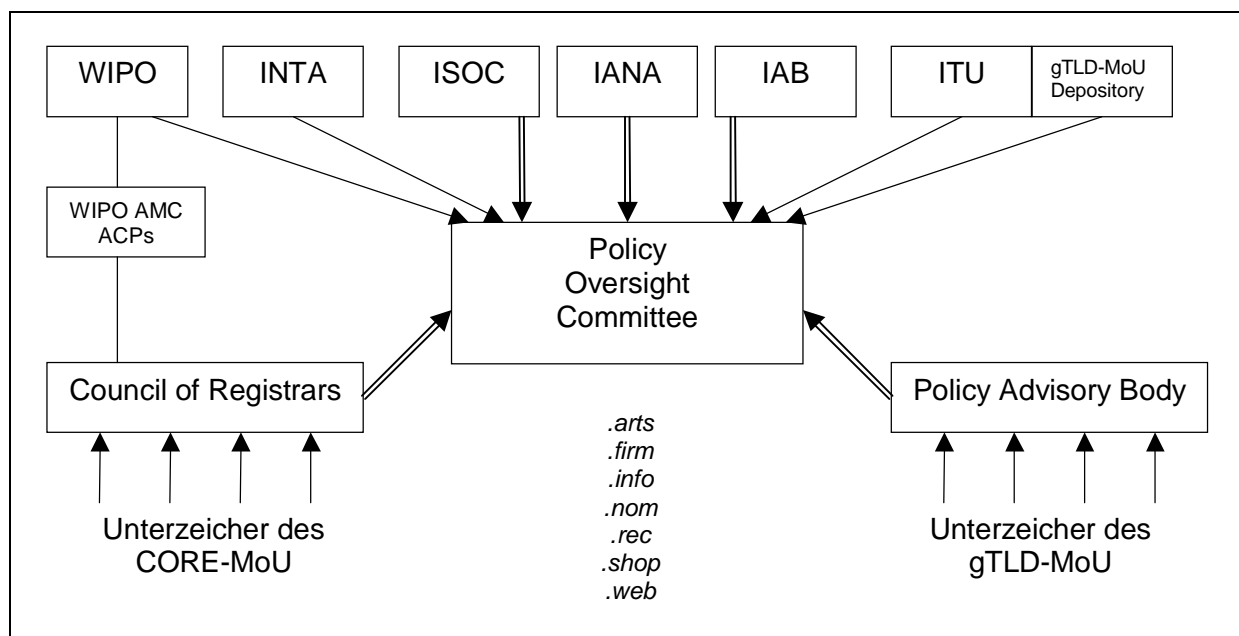 WIPO
INTA
ISOC
IANA
IAB
ITU
gTLD-MoU
Depository
WIPO AMC
ACPs
Policy
Oversight
Committee
Council of Registrars
Policy Advisory Body
.arts
.firm
.info
.nom
.rec
.shop
.web
Unterzeicher des
CORE-MoU
Unterzeicher des
gTLD-MoU